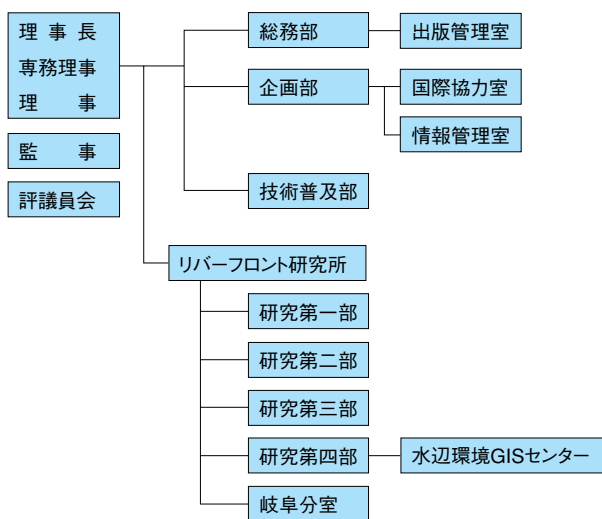 理事長
専務理事
理事
監事
評議員会
総務部
出版管理室
企画部
国際協力室
情報管理室
技術普及部
リバーフロント研究所
研究第一部
研究第二部
研究第三部
研究第四部
水辺環境GISセンター
岐阜分室